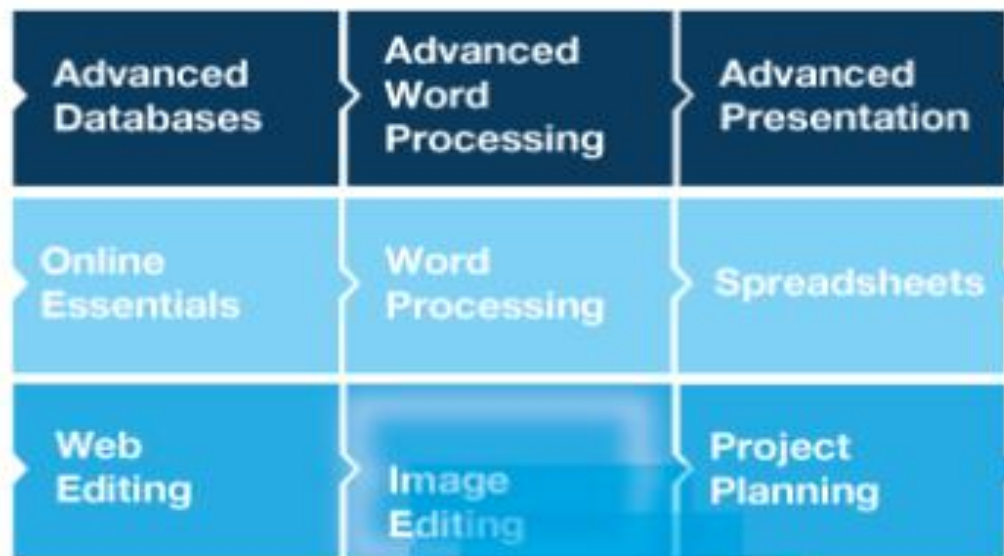 Advanced
Databases
Advanced
Word
Processing
Advanced
Presentation
Online
Essentials
Word
Processing
Spreadsheets
Web
Editing
Image
Editing
Project
Planning